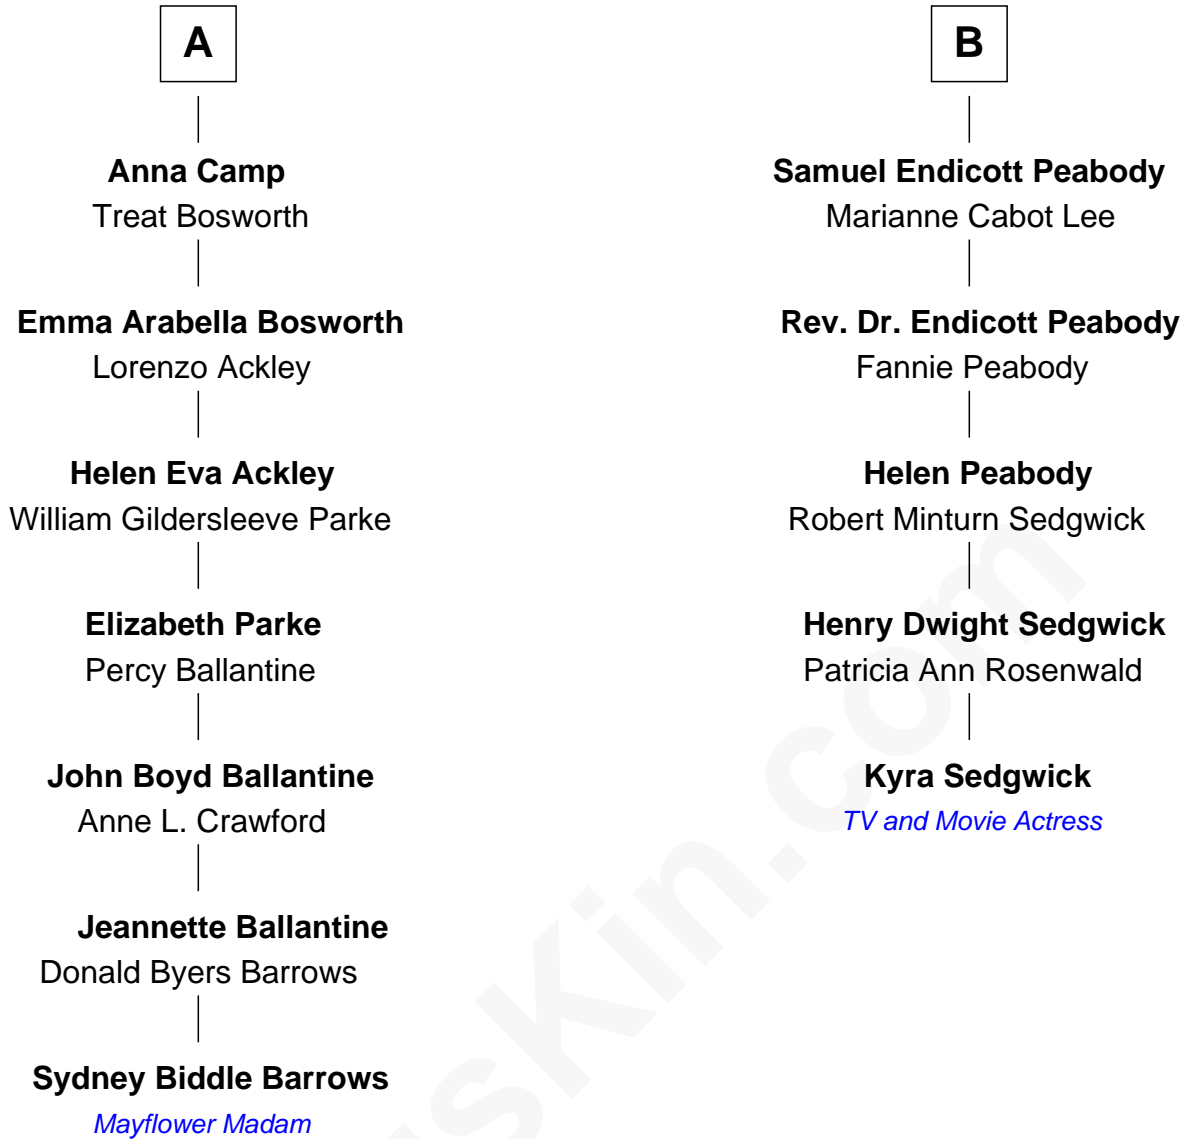 A
Anna Camp
Treat Bosworth
Emma Arabella Bosworth
Lorenzo Ackley
Helen Eva Ackley
William Gildersleeve Parke
Elizabeth Parke
Percy Ballantine
John Boyd Ballantine
Anne L. Crawford
Jeannette Ballantine
Donald Byers Barrows
Sydney Biddle Barrows
Mayflower Madam
B
Samuel Endicott Peabody
Marianne Cabot Lee
Rev. Dr. Endicott Peabody
Fannie Peabody
Helen Peabody
Robert Minturn Sedgwick
Henry Dwight Sedgwick
Patricia Ann Rosenwald
Kyra Sedgwick
TV and Movie Actress
sKin.com